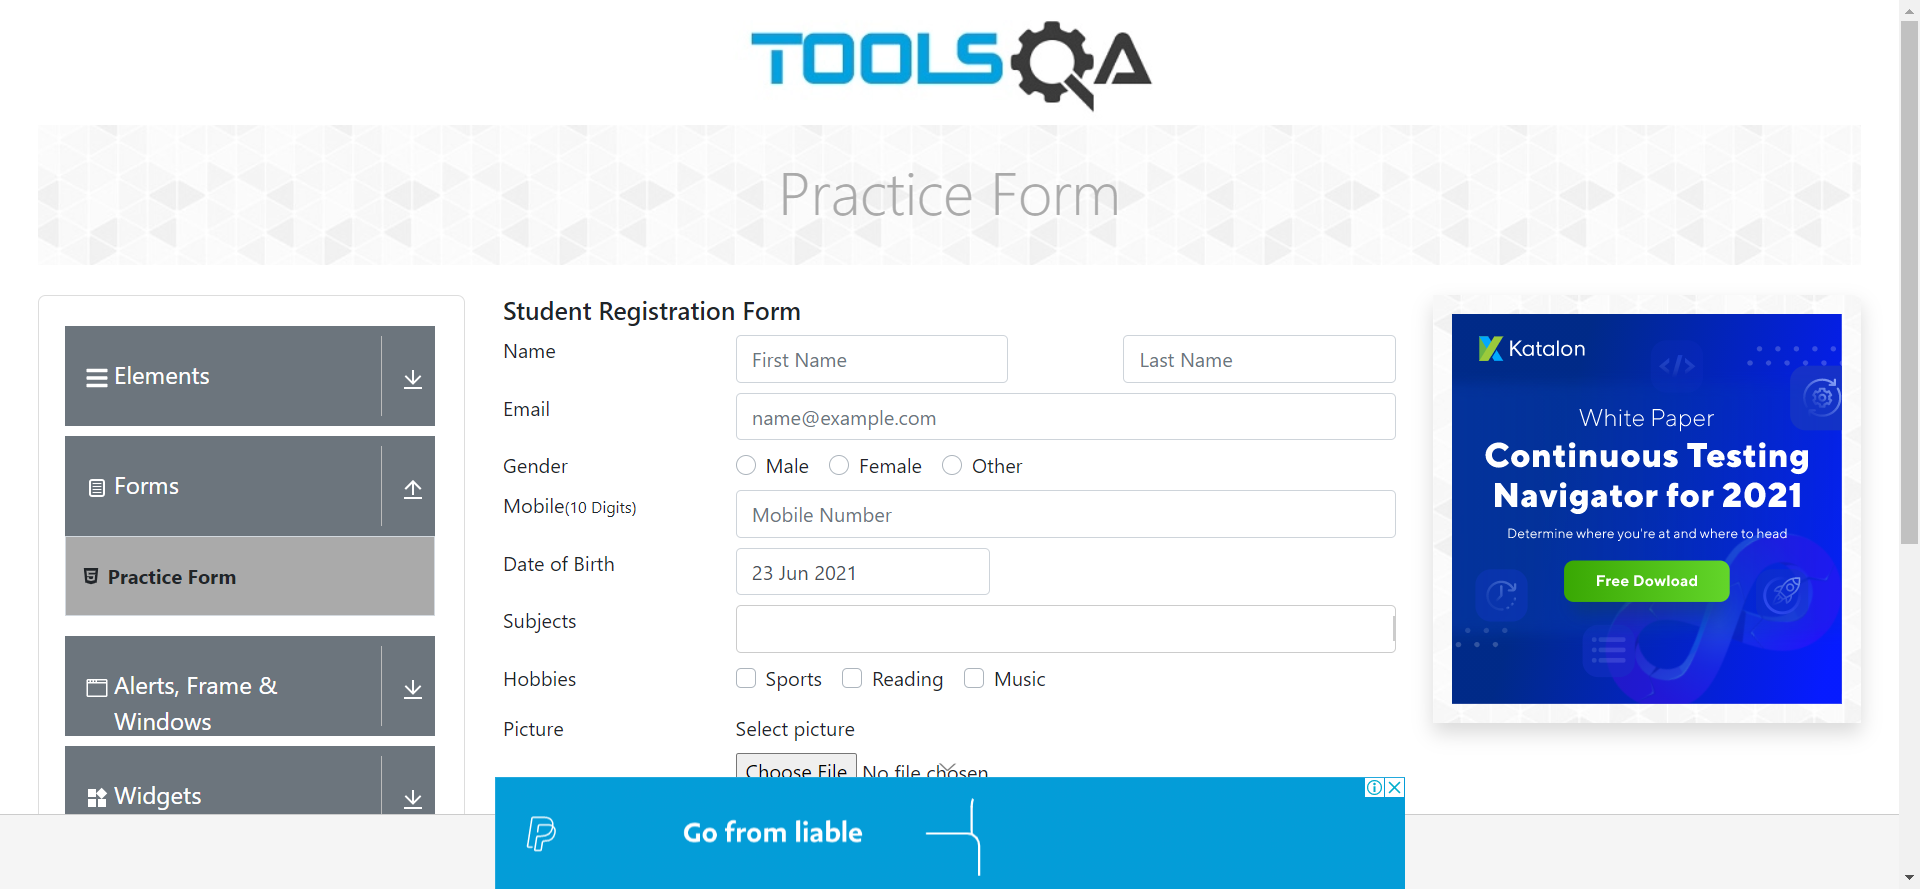 TOOLSQA
Practice Form
Elements
Forms
Practice Form
Alerts, Frame &
Windows
Widgets
Student Registration Form
Name
First Name
Last Name
Email
name@example.com
Gender
Male
Female
Other
Mobile(10 Digits)
Mobile Number
Date of Birth
23 Jun 2021
Subjects
Hobbies
Sports
Reading
Music
Picture
Select picture
Choose File No file chosen
Katalon
White Paper
Continuous Testing
Navigator for 2021
Determine where you're at and where to head
Free Dowload
Go from liable